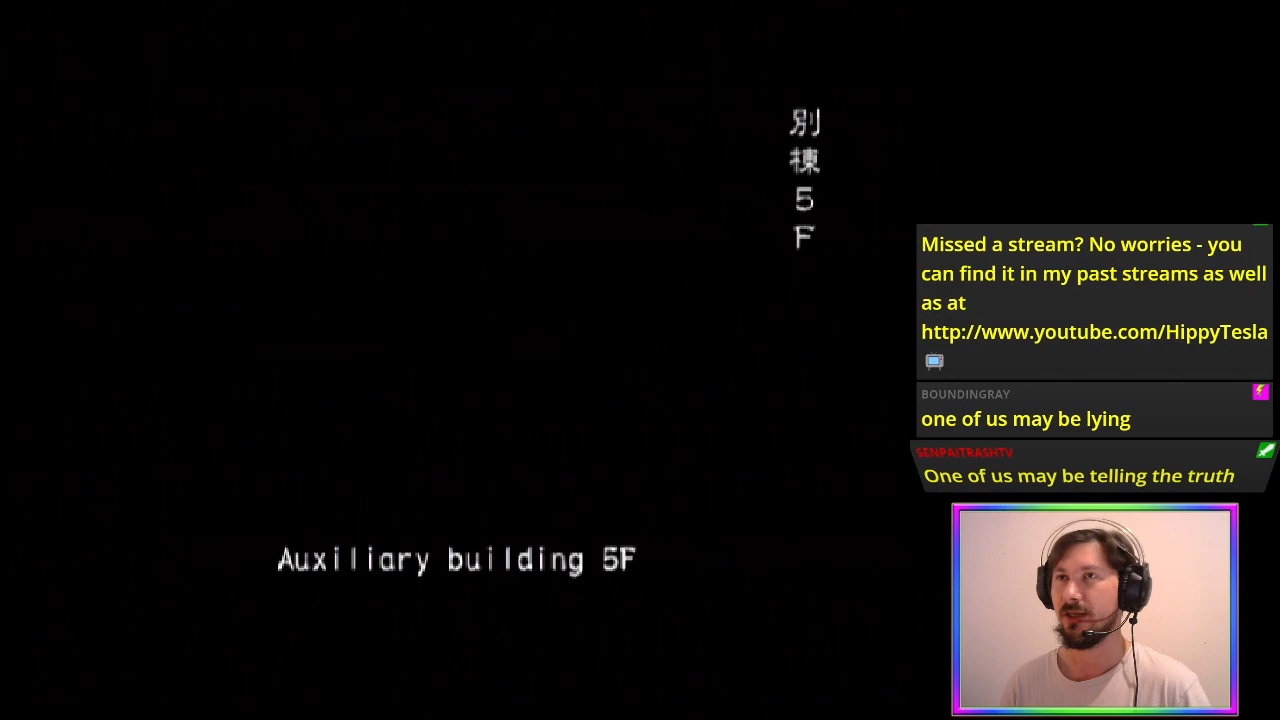 別棟5F
Auxiliary building 5F
Missed a stream? No worries - you
can find it in my past streams as well
as at
http://www.youtube.com/HippyTesla
BOUNDINGRAY
one of us may be lying
SENPAITRASHTV
One of us may be telling the truth